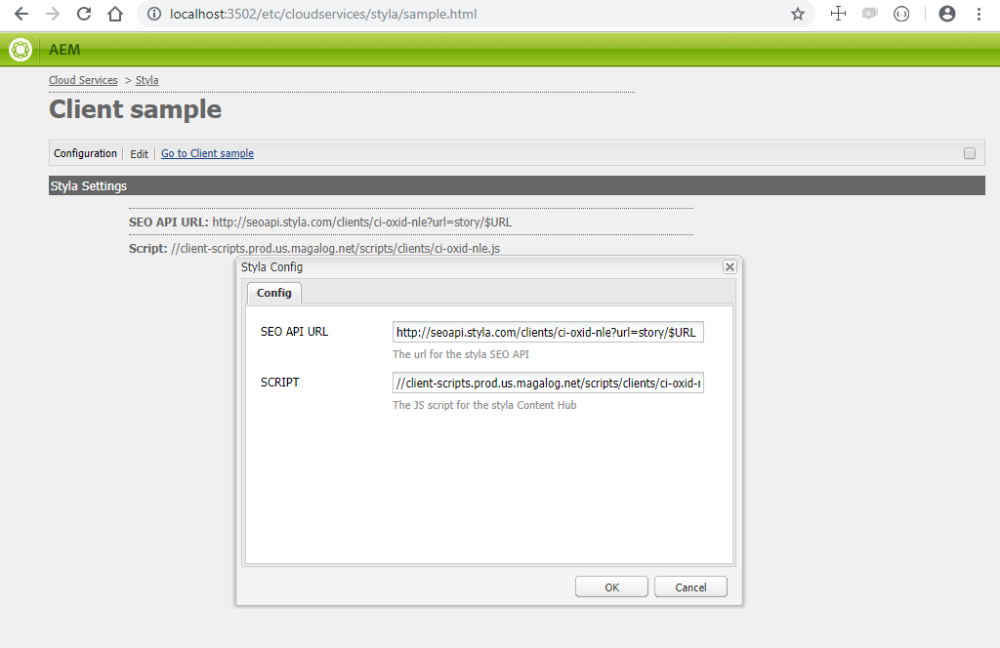 localhost:3502/etc/cloudservices/styla/sample.html
AEM
Cloud Services > Styla
Client sample
Configuration Edit Go to Client sample
Styla Settings
SEO API URL: http://seoapi.styla.com/clients/ci-oxid-nle?url=story/$URL
Script: //client-scripts.prod.us.magalog.net/scripts/clients/ci-oxid-nle.js
Styla Config
Config
SEO API URL http://seoapi.styla.com/clients/ci-oxid-nle?url=story/$URL
The url for the styla SEO API
SCRIPT //client-scripts.prod.us.magalog.net/scripts/clients/ci-oxid-
The JS script for the styla Content Hub
OK Cancel